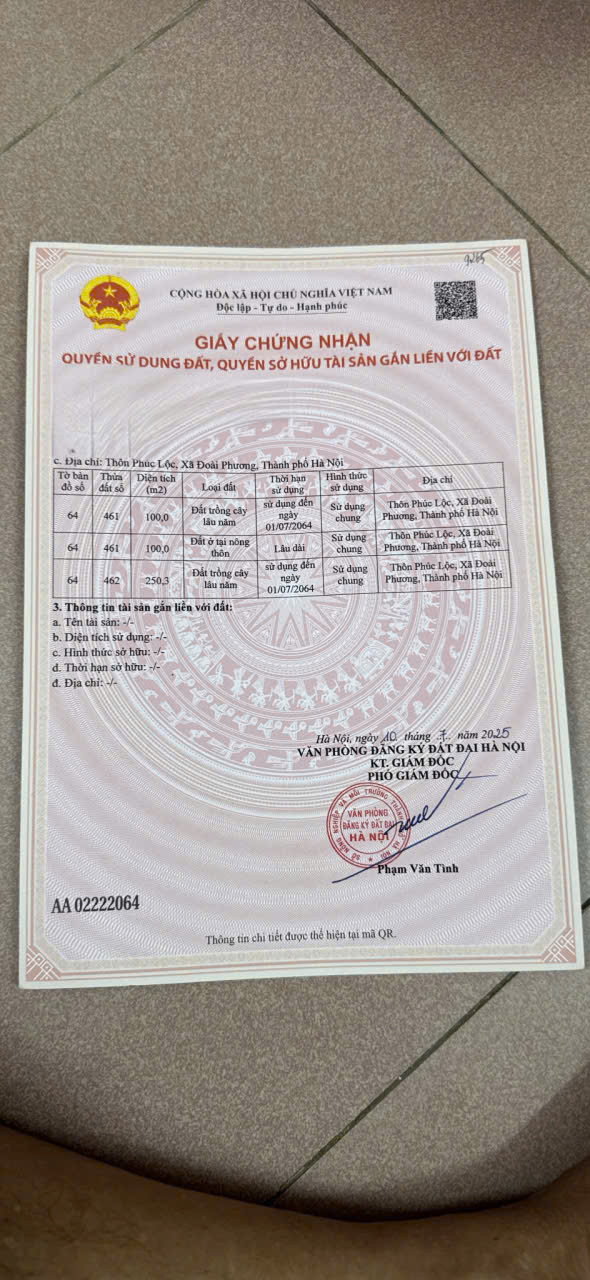 9265
CỘNG HÒA XÃ HỘI CHỦ NGHĨA VIỆT NAM
Độc lập - Tự do - Hạnh phúc
GIẤY CHỨNG NHẬN
QUYỀN SỬ DỤNG ĐẤT, QUYỀN SỞ HỮU TÀI SẢN GẮN LIỀN VỚI ĐẤT
c. Địa chỉ: Thôn Phúc Lộc, Xã Đoài Phương, Thành phố Hà Nội
Tờ bản đồ số Thửa đất số Diện tích (m2) Loại đất Thời hạn sử dụng Hình thức sử dụng Địa chỉ
64 461 100,0 Đất trồng cây lâu năm sử dụng đến ngày 01/07/2064 Sử dụng chung Thôn Phúc Lộc, Xã Đoài Phương, Thành phố Hà Nội
64 461 100,0 Đất ở tại nông thôn Lâu dài Sử dụng chung Thôn Phúc Lộc, Xã Đoài Phương, Thành phố Hà Nội
64 462 250,3 Đất trồng cây lâu năm sử dụng đến ngày 01/07/2064 Sử dụng chung Thôn Phúc Lộc, Xã Đoài Phương, Thành phố Hà Nội
3. Thông tin tài sản gắn liền với đất:
a. Tên tài sản: -/-
b. Diện tích sử dụng: -/-
c. Hình thức sở hữu: -/-
d. Thời hạn sở hữu: -/-
đ. Địa chỉ: -/-
Hà Nội, ngày 10 tháng 7 năm 2025
VĂN PHÒNG ĐĂNG KÝ ĐẤT ĐAI HÀ NỘI
KT. GIÁM ĐỐC
PHÓ GIÁM ĐỐC
SỞ NÔNG NGHIỆP VÀ MÔI TRƯỜNG THÀNH PHỐ HÀ NỘI
VĂN PHÒNG
ĐĂNG KÝ ĐẤT ĐAI
HÀ NỘI
Phạm Văn Tình
AA 02222064
Thông tin chi tiết được thể hiện tại mã QR.